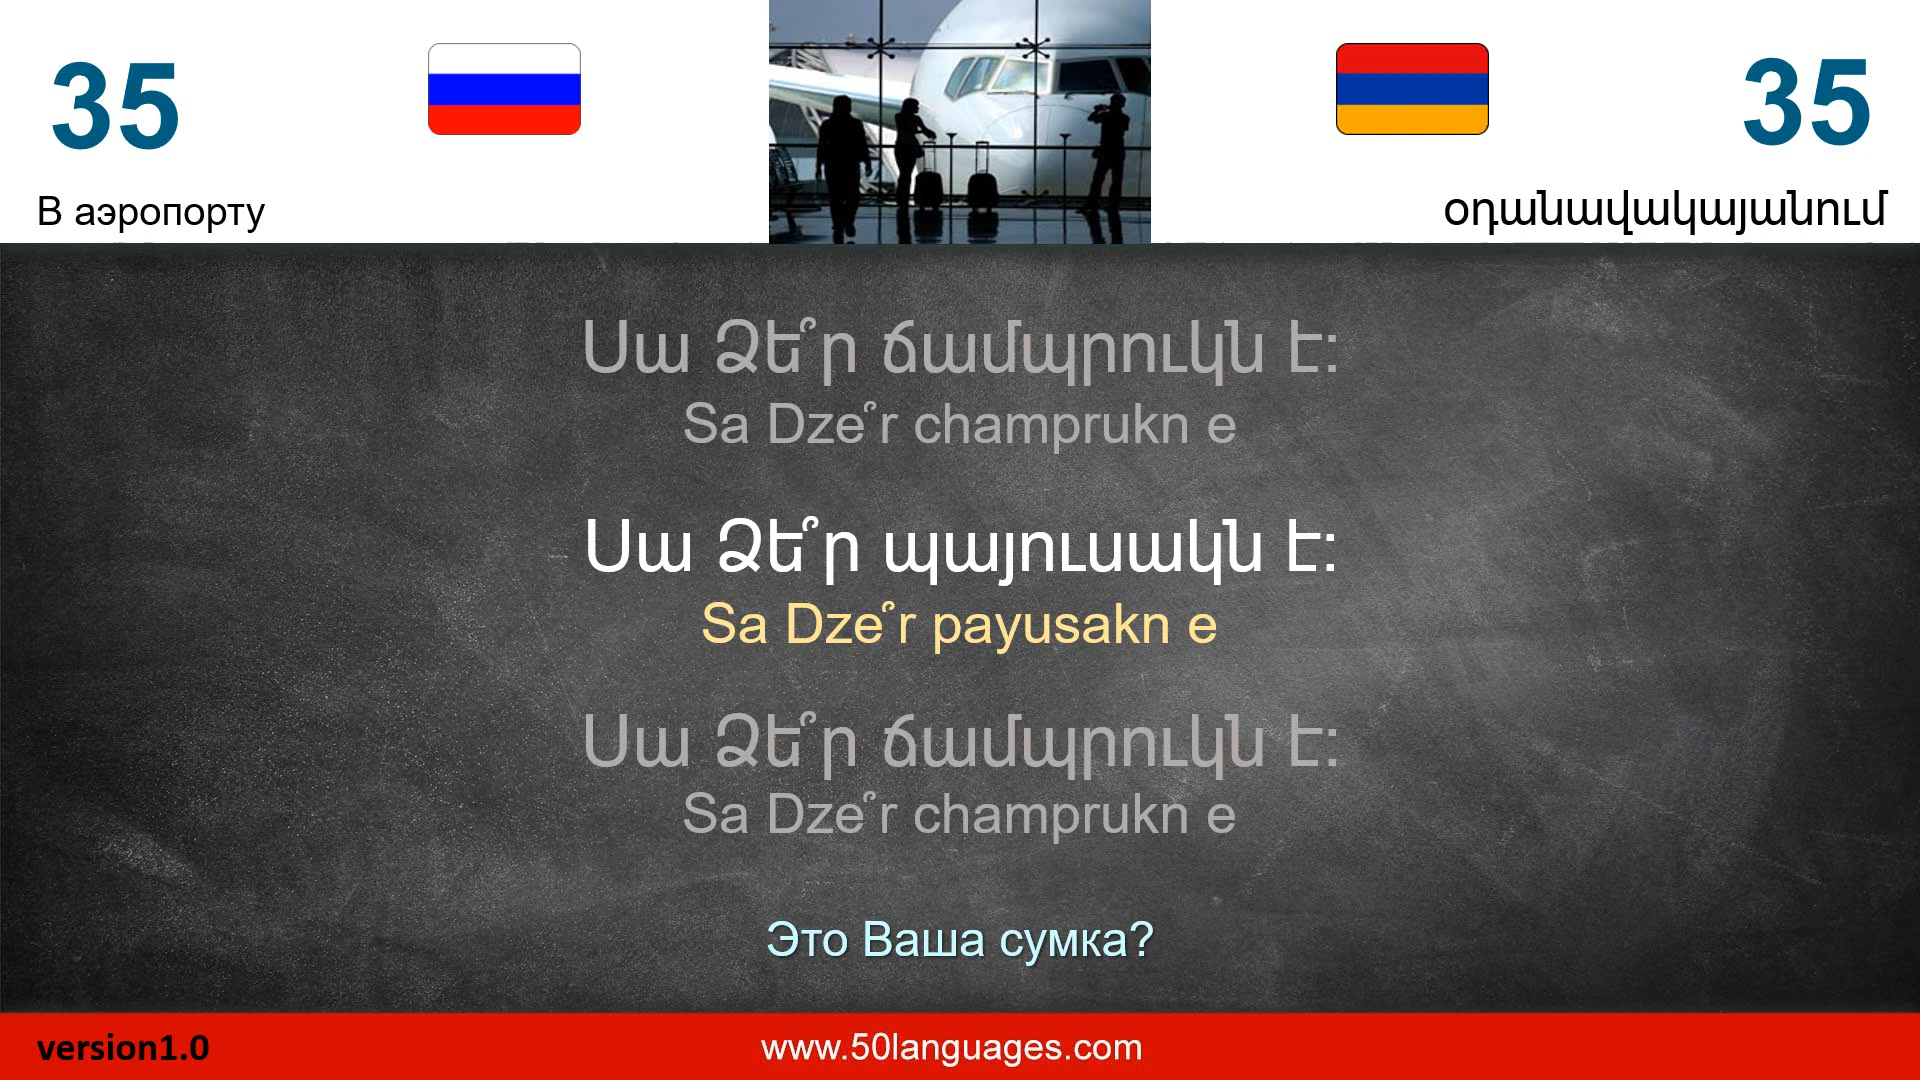 35
35
В аэропорту
օդանավակայանում
Սա Ձե՞ր ճամպրուկն է:
Sa Dze՞r champrukn e
Սա Ձե՞ր պայուսակն է:
Sa Dze՞r payusakn e
Սա Ձե՞ր ճամպրուկն է:
Sa Dze՞r champrukn e
Это Ваша сумка?
version1.0
www.50languages.com